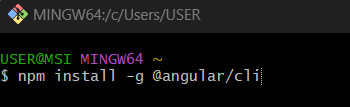 MINGW64:/c/Users/USER
USER@MSI MINGW64 ~
$ npm install -g @angular/cli